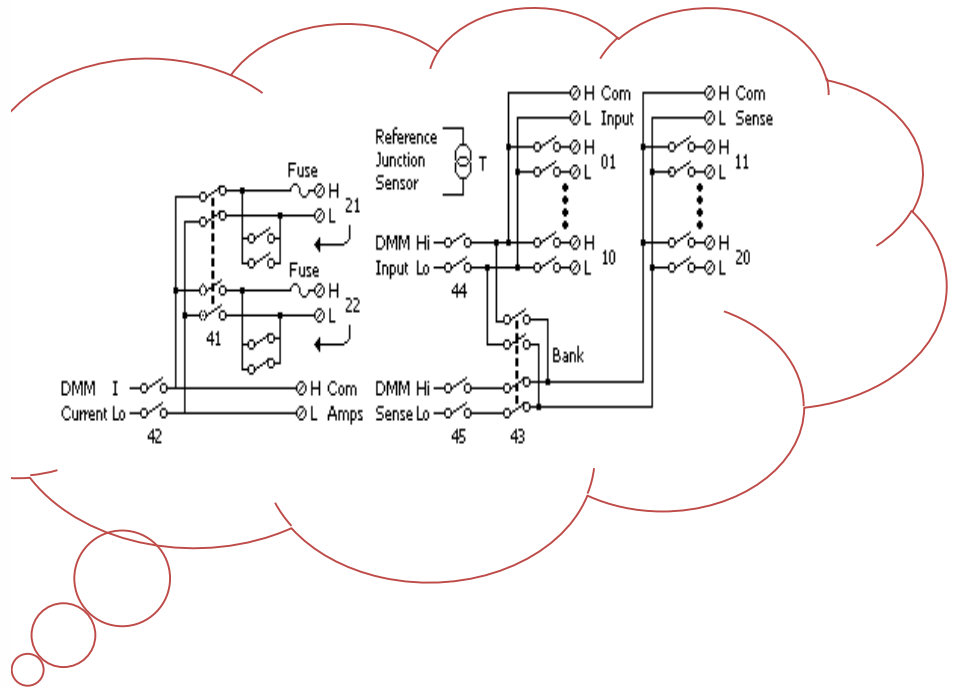 Fuse
H
21
L
Fuse
H
22
L
41
DMM I
H Com
Current Lo
L Amps
42
Reference
Junction
Sensor
T
H Com
L Input
H
01
L
DMM Hi
H
10
Input Lo
L
44
Bank
DMM Hi
Sense Lo
45
43
H Com
L Sense
H
11
L
H
20
L